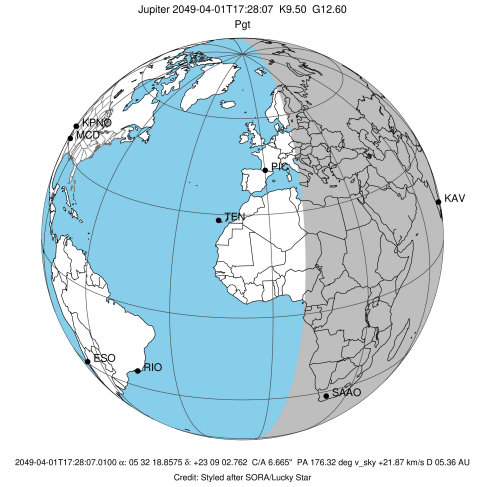 Jupiter 2049-04-01T17:28:07 K9.50 G12.60
Pgt
KPNO
MCD
PIC
KAV
TEN
ESO
RIO
SAAO
2049-04-01T17:28:07.0100 α: 05 32 18.8575 δ: +23 09 02.762 C/A 6.665" PA 176.32 deg v_sky +21.87 km/s D 05.36 AU
Credit: Styled after SORA/Lucky Star